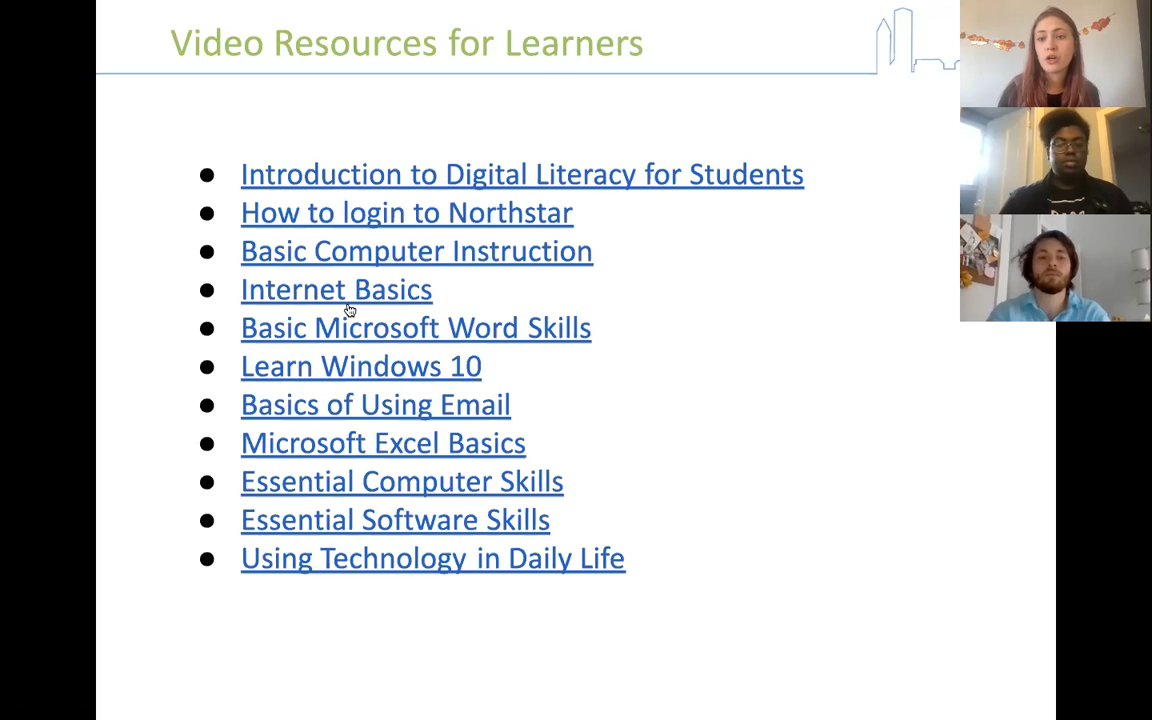 Video Resources for Learners
Introduction to Digital Literacy for Students
How to login to Northstar
Basic Computer Instruction
Internet Basics
Basic Microsoft Word Skills
Learn Windows 10
Basics of Using Email
Microsoft Excel Basics
Essential Computer Skills
Essential Software Skills
Using Technology in Daily Life